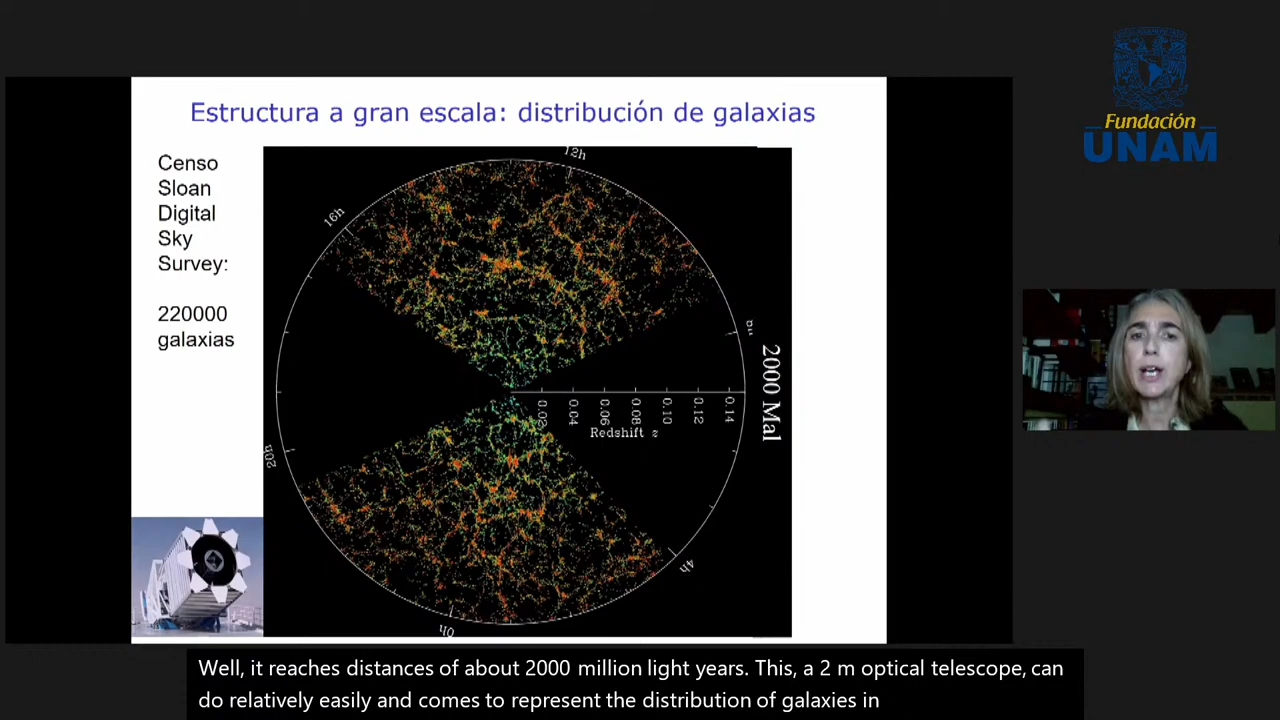 Estructura a gran escala: distribución de galaxias
Censo
Sloan
Digital
Sky
Survey:
220000
galaxias
12h
16h
20h
0h
4h
0.02
0.04
0.06
0.08
0.10
0.12
0.14
Redshift z
2000 Mal
Fundación
UNAM
Well, it reaches distances of about 2000 million light years. This, a 2 m optical telescope, can
do relatively easily and comes to represent the distribution of galaxies in